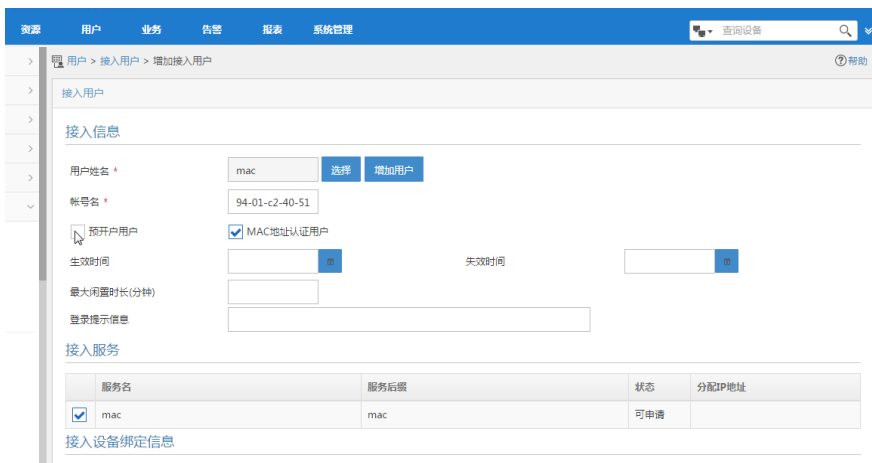 资源 用户 业务 告警 报表 系统管理 查询设备
用户 > 接入用户 > 增加接入用户 ?帮助
接入用户
接入信息
用户姓名 * mac 选择 增加用户
帐号名 * 94-01-c2-40-51
预开户用户 MAC地址认证用户
生效时间 失效时间
最大闲置时长(分钟)
登录提示信息
接入服务
服务名 服务后缀 状态 分配IP地址
mac mac 可申请
接入设备绑定信息